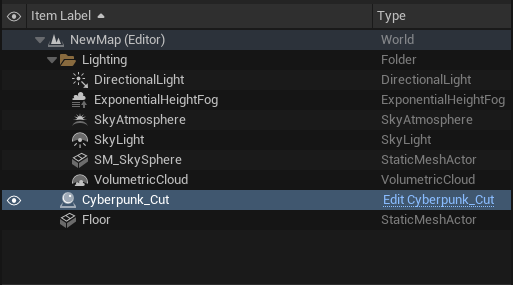 Item Label Type
NewMap (Editor) World
Lighting Folder
DirectionalLight DirectionalLight
ExponentialHeightFog ExponentialHeightFog
SkyAtmosphere SkyAtmosphere
SkyLight SkyLight
SM_SkySphere StaticMeshActor
VolumetricCloud VolumetricCloud
Cyberpunk_Cut Edit Cyberpunk_Cut
Floor StaticMeshActor